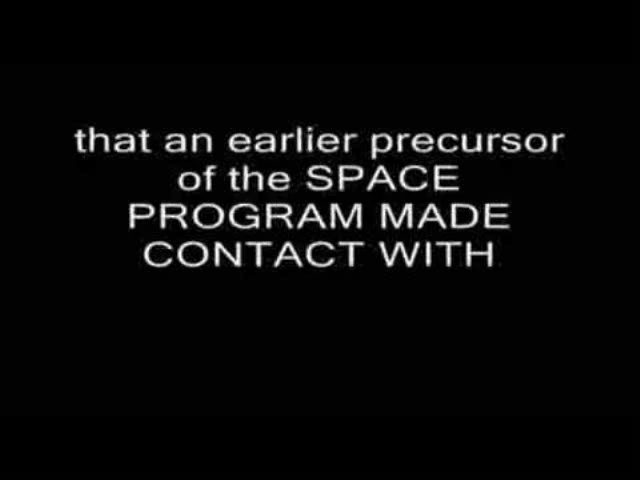 that an earlier precursor
of the SPACE
PROGRAM MADE
CONTACT WITH